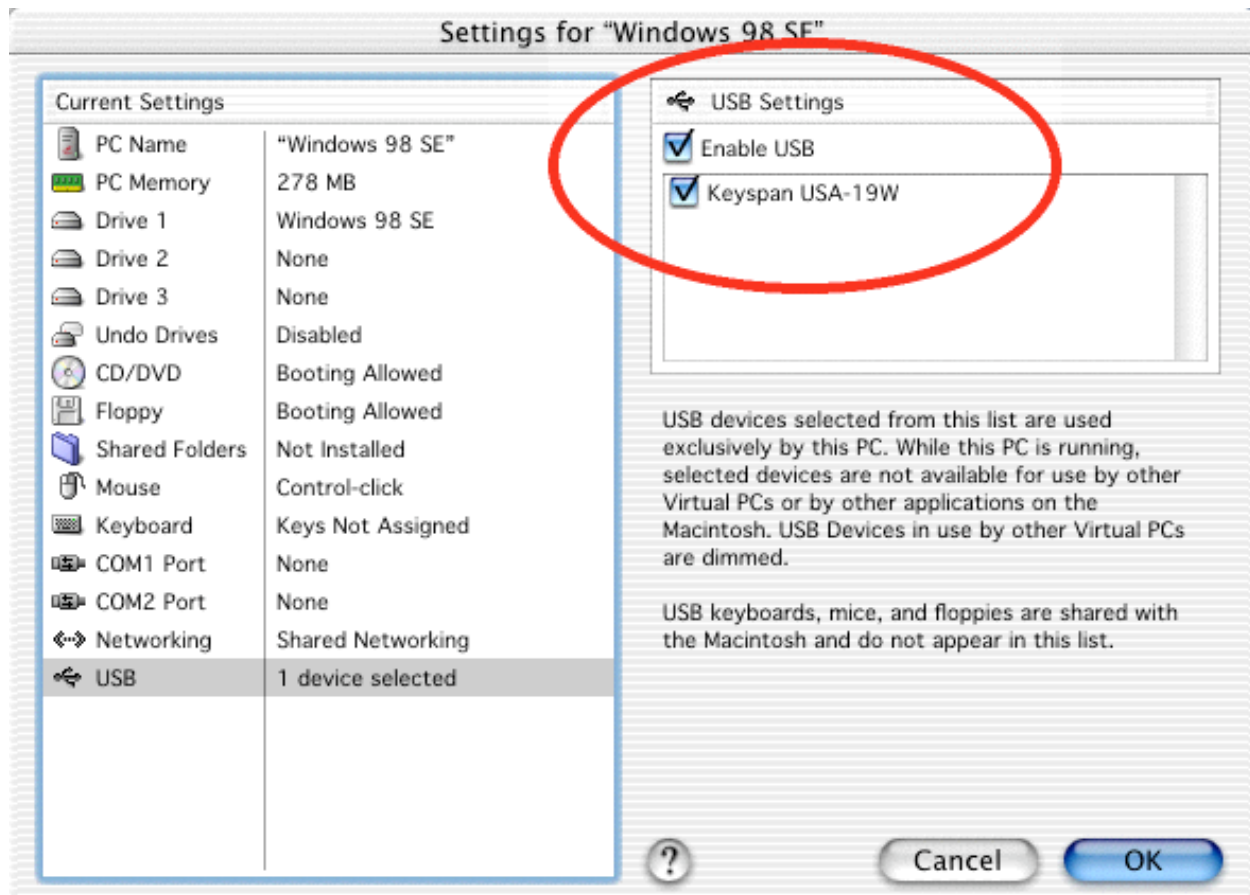 Settings for “Windows 98 SE”
Current Settings
PC Name “Windows 98 SE”
PC Memory 278 MB
Drive 1 Windows 98 SE
Drive 2 None
Drive 3 None
Undo Drives Disabled
CD/DVD Booting Allowed
Floppy Booting Allowed
Shared Folders Not Installed
Mouse Control-click
Keyboard Keys Not Assigned
COM1 Port None
COM2 Port None
Networking Shared Networking
USB 1 device selected
USB Settings
Enable USB
Keyspan USA-19W
USB devices selected from this list are used
exclusively by this PC. While this PC is running,
selected devices are not available for use by other
Virtual PCs or by other applications on the
Macintosh. USB Devices in use by other Virtual PCs
are dimmed.
USB keyboards, mice, and floppies are shared with
the Macintosh and do not appear in this list.
?
Cancel
OK